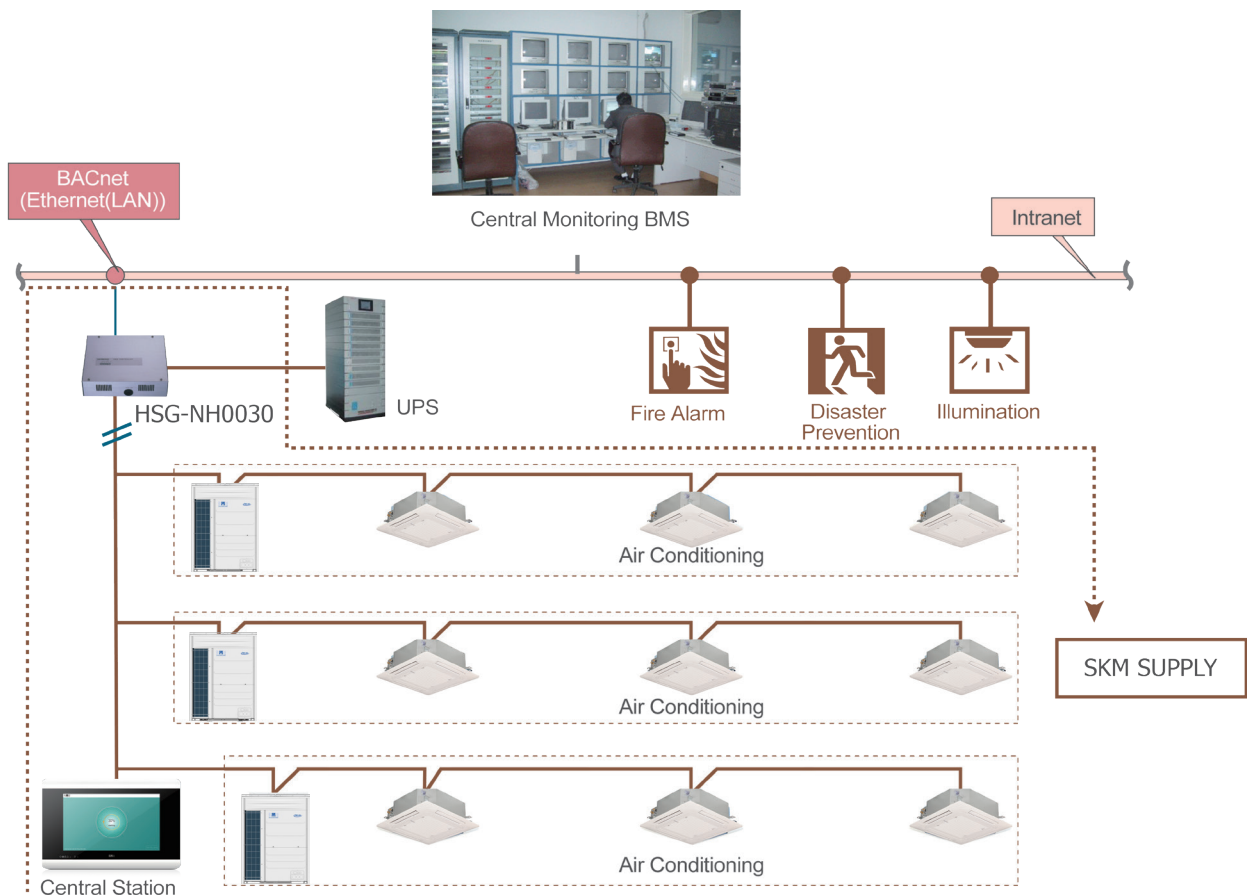 BACnet
(Ethernet(LAN))
Central Monitoring BMS
Intranet
HSG-NH0030
UPS
Fire Alarm
Disaster
Prevention
Illumination
Air Conditioning
Air Conditioning
SKM SUPPLY
Air Conditioning
Central Station